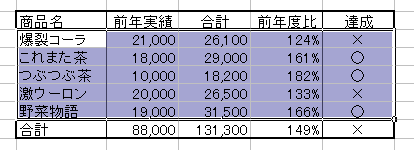 商品名 前年実績 合計 前年度比 達成
爆裂コーラ 21,000 26,100 124% ×
これまた茶 18,000 29,000 161% ○
つぶつぶ茶 10,000 18,200 182% ○
激ウーロン 20,000 26,500 133% ×
野菜物語 19,000 31,500 166% ○
合計 88,000 131,300 149% ×